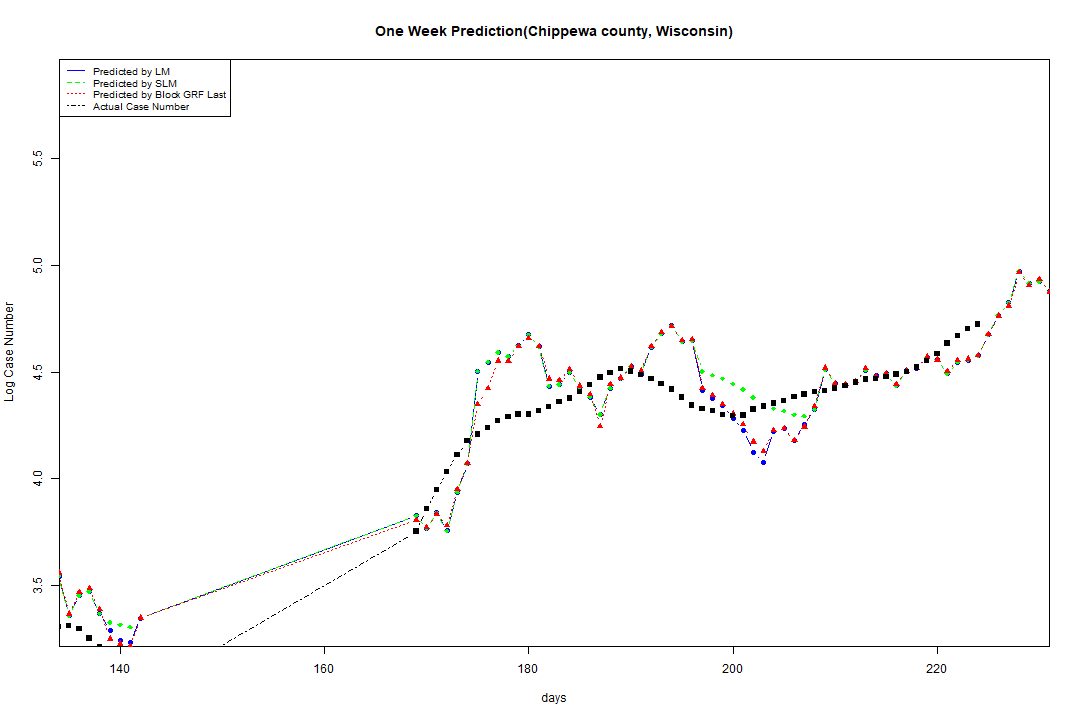 One Week Prediction(Chippewa county, Wisconsin)
Predicted by LM
Predicted by SLM
Predicted by Block GRF Last
Actual Case Number
Log Case Number
5.5
5.0
4.5
4.0
3.5
140 160 180 200 220
days